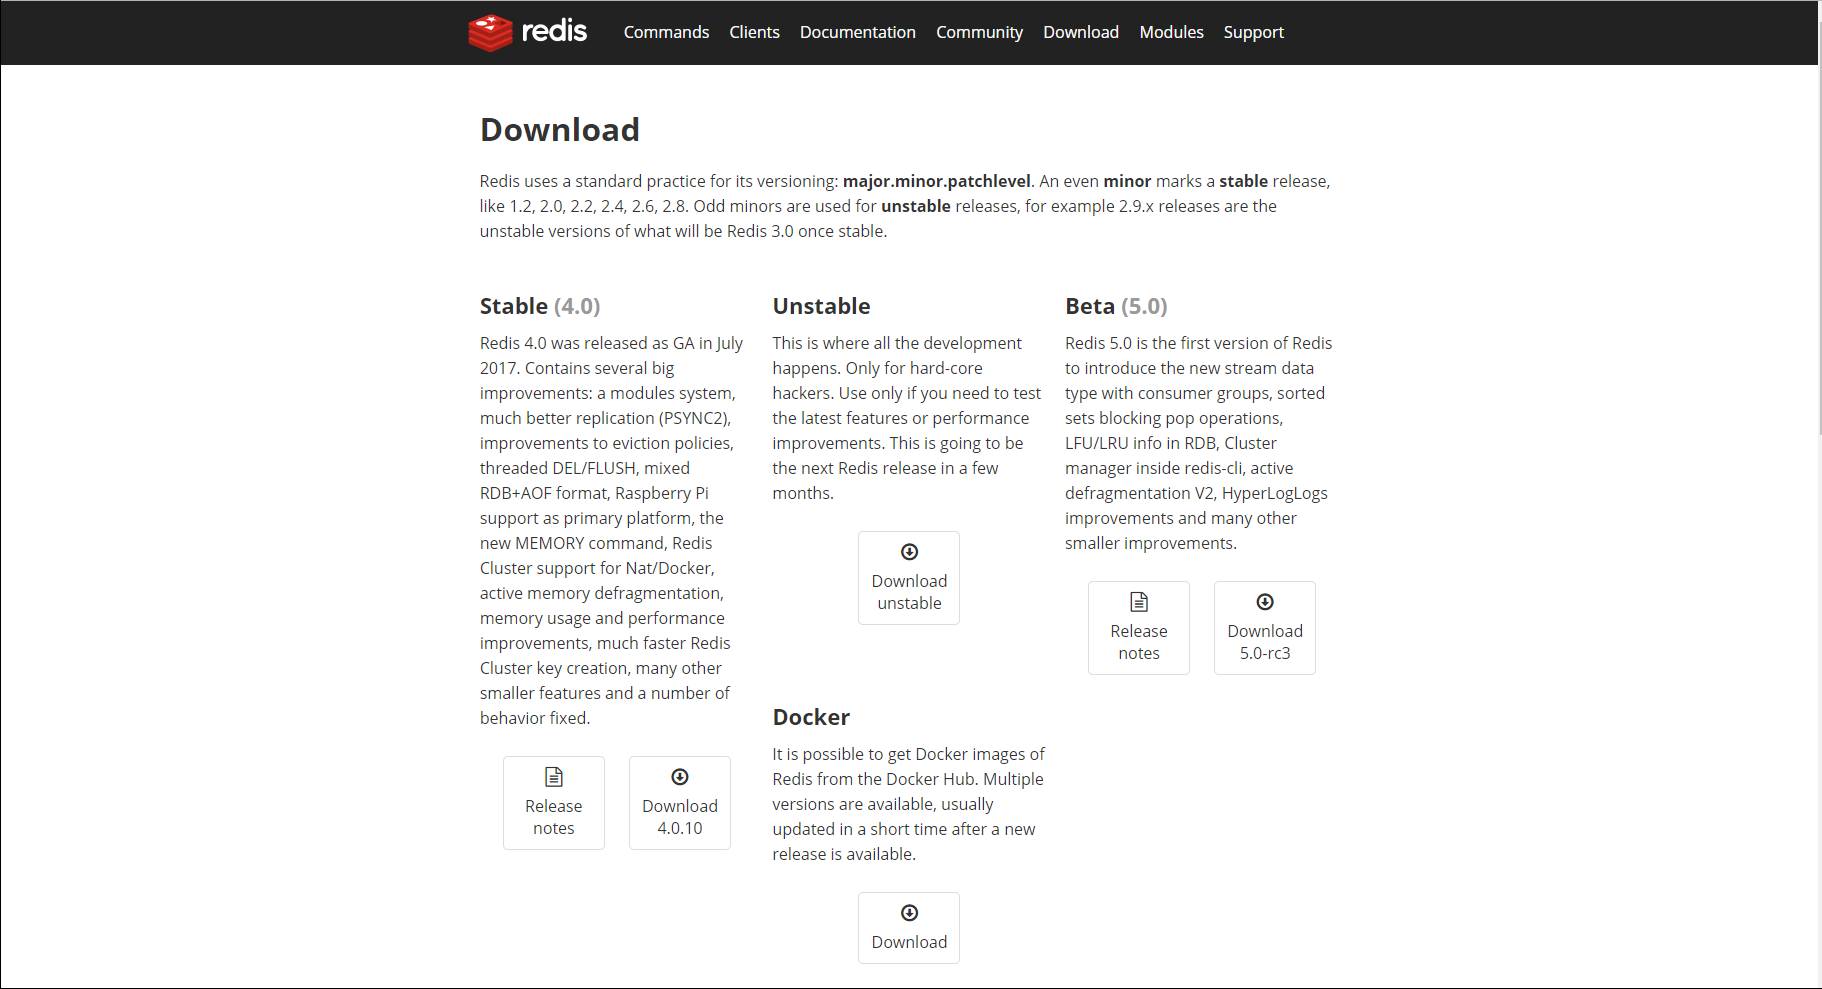 redis
Commands Clients Documentation Community Download Modules Support
Download
Redis uses a standard practice for its versioning: major.minor.patchlevel. An even minor marks a stable release,
like 1.2, 2.0, 2.2, 2.4, 2.6, 2.8. Odd minors are used for unstable releases, for example 2.9.x releases are the
unstable versions of what will be Redis 3.0 once stable.
Stable (4.0)
Redis 4.0 was released as GA in July
2017. Contains several big
improvements: a modules system,
much better replication (PSYNC2),
improvements to eviction policies,
threaded DEL/FLUSH, mixed
RDB+AOF format, Raspberry Pi
support as primary platform, the
new MEMORY command, Redis
Cluster support for Nat/Docker,
active memory defragmentation,
memory usage and performance
improvements, much faster Redis
Cluster key creation, many other
smaller features and a number of
behavior fixed.
Release
notes
Download
4.0.10
Unstable
This is where all the development
happens. Only for hard-core
hackers. Use only if you need to test
the latest features or performance
improvements. This is going to be
the next Redis release in a few
months.
Download
unstable
Docker
It is possible to get Docker images of
Redis from the Docker Hub. Multiple
versions are available, usually
updated in a short time after a new
release is available.
Download
Beta (5.0)
Redis 5.0 is the first version of Redis
to introduce the new stream data
type with consumer groups, sorted
sets blocking pop operations,
LFU/LRU info in RDB, Cluster
manager inside redis-cli, active
defragmentation V2, HyperLogLogs
improvements and many other
smaller improvements.
Release
notes
Download
5.0-rc3